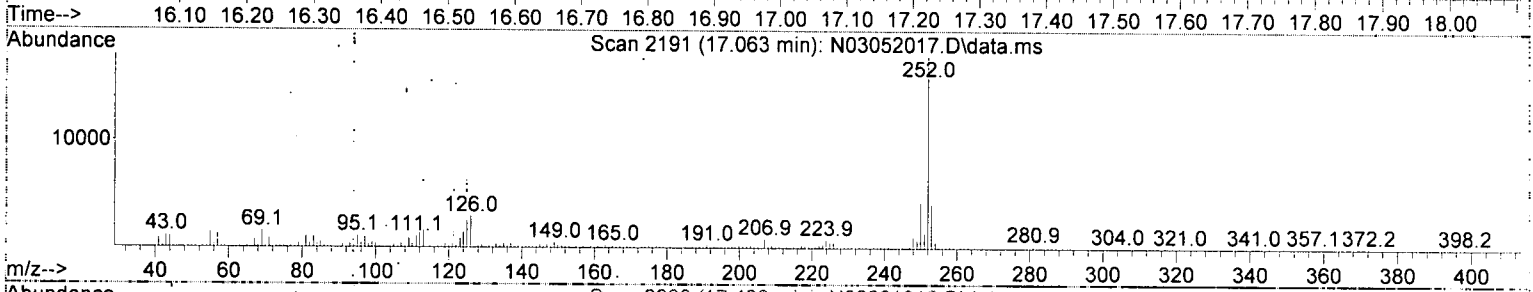 Time--> 16.10 16.20 16.30 16.40 16.50 16.60 16.70 16.80 16.90 17.00 17.10 17.20 17.30 17.40 17.50 17.60 17.70 17.80 17.90 18.00
Abundance
Scan 2191 (17.063 min): N03052017.D\data.ms
252.0
10000
43.0 69.1 95.1 111.1 126.0 149.0 165.0 191.0 206.9 223.9 280.9 304.0 321.0 341.0 357.1 372.2 398.2
m/z--> 40 60 80 100 120 140 160 180 200 220 240 260 280 300 320 340 360 380 400
Abundance